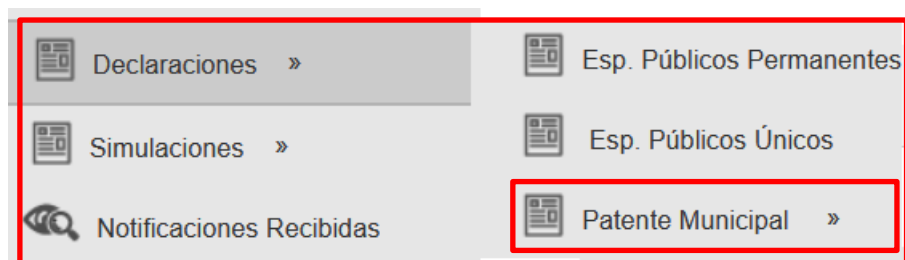 Declaraciones »
Simulaciones »
Notificaciones Recibidas
Esp. Públicos Permanentes
Esp. Públicos Únicos
Patente Municipal »